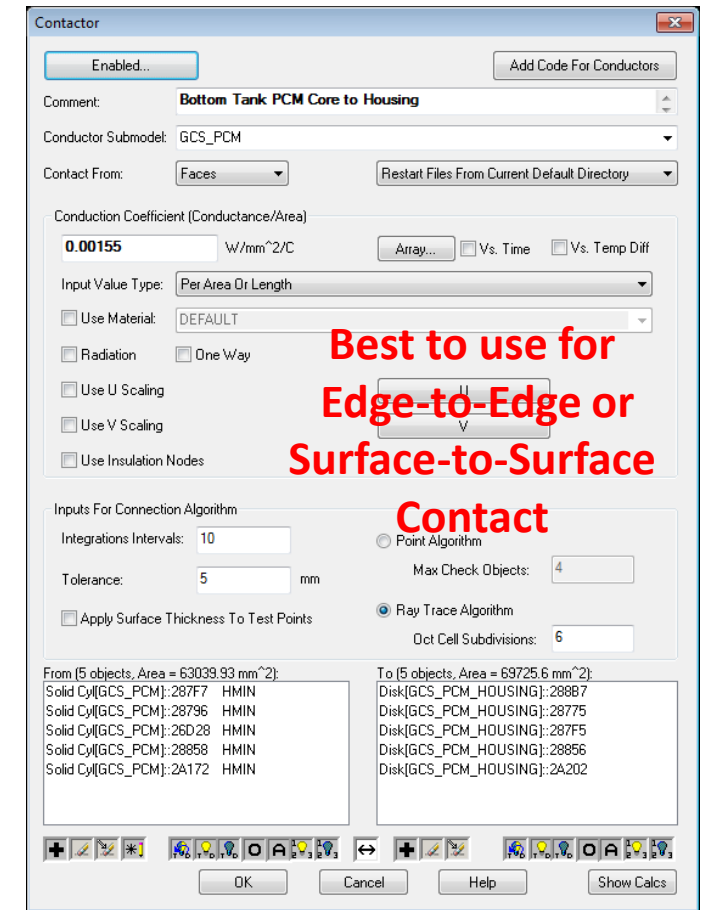 Contactor
Enabled...
Add Code For Conductors
Comment: Bottom Tank PCM Core to Housing
Conductor Submodel: GCS_PCM
Contact From: Faces Restart Files From Current Default Directory
Conduction Coefficient (Conductance/Area)
0.00155 W/mm^2/C Array... Vs. Time Vs. Temp Diff
Input Value Type: Per Area Or Length
Use Material: DEFAULT
Radiation One Way
Use U Scaling U
Use V Scaling V
Use Insulation Nodes
Best to use for
Edge-to-Edge or
Surface-to-Surface
Contact
Inputs For Connection Algorithm
Integrations Intervals: 10 Point Algorithm
Max Check Objects: 4
Tolerance: 5 mm
Apply Surface Thickness To Test Points Ray Trace Algorithm
Oct Cell Subdivisions: 6
From (5 objects, Area = 63039.93 mm^2): To (5 objects, Area = 69725.6 mm^2):
Solid Cyl[GCS_PCM]::287F7 HMIN Disk[GCS_PCM_HOUSING]::288B7
Solid Cyl[GCS_PCM]::28796 HMIN Disk[GCS_PCM_HOUSING]::28775
Solid Cyl[GCS_PCM]::26D28 HMIN Disk[GCS_PCM_HOUSING]::287F5
Solid Cyl[GCS_PCM]::28858 HMIN Disk[GCS_PCM_HOUSING]::28856
Solid Cyl[GCS_PCM]::2A172 HMIN Disk[GCS_PCM_HOUSING]::2A202
OK Cancel Help Show Calcs